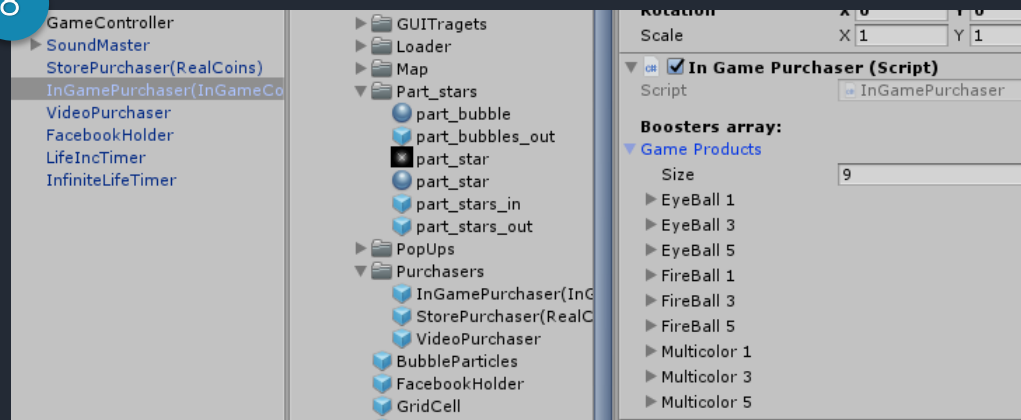 GameController
SoundMaster
StorePurchaser(RealCoins)
InGamePurchaser(InGameCo
VideoPurchaser
FacebookHolder
LifeIncTimer
InfiniteLifeTimer
GUITragets
Loader
Map
Part_stars
part_bubble
part_bubbles_out
part_star
part_star
part_stars_in
part_stars_out
PopUps
Purchasers
InGamePurchaser(InG
StorePurchaser(RealC
VideoPurchaser
BubbleParticles
FacebookHolder
GridCell
Rotation X 0 Y 0
Scale X 1 Y 1
c# In Game Purchaser (Script)
Script InGamePurchaser
Boosters array:
Game Products
Size 9
EyeBall 1
EyeBall 3
EyeBall 5
FireBall 1
FireBall 3
FireBall 5
Multicolor 1
Multicolor 3
Multicolor 5